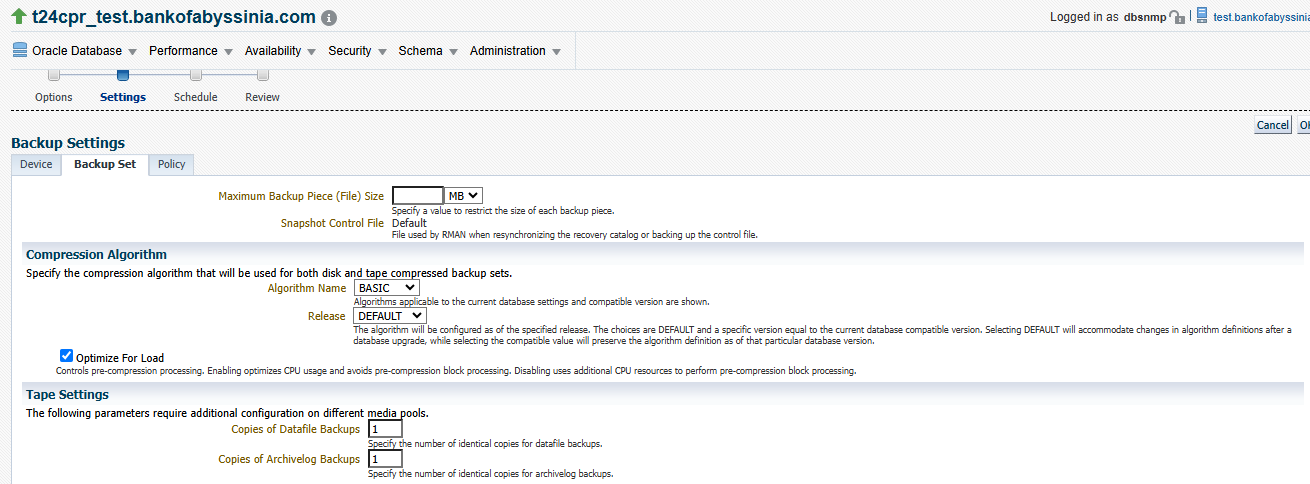 t24cpr_test.bankofabyssinia.com
Logged in as dbsnmp
test.bankofabyssinia
Oracle Database Performance Availability Security Schema Administration
Options Settings Schedule Review
Cancel
Backup Settings
Device Backup Set Policy
Maximum Backup Piece (File) Size MB
Specify a value to restrict the size of each backup piece.
Snapshot Control File Default
File used by RMAN when resynchronizing the recovery catalog or backing up the control file.
Compression Algorithm
Specify the compression algorithm that will be used for both disk and tape compressed backup sets.
Algorithm Name BASIC
Algorithms applicable to the current database settings and compatible version are shown.
Release DEFAULT
The algorithm will be configured as of the specified release. The choices are DEFAULT and a specific version equal to the current database compatible version. Selecting DEFAULT will accommodate changes in algorithm definitions after a
database upgrade, while selecting the compatible value will preserve the algorithm definition as of that particular database version.
Optimize For Load
Controls pre-compression processing. Enabling optimizes CPU usage and avoids pre-compression block processing. Disabling uses additional CPU resources to perform pre-compression block processing.
Tape Settings
The following parameters require additional configuration on different media pools.
Copies of Datafile Backups 1
Specify the number of identical copies for datafile backups.
Copies of Archivelog Backups 1
Specify the number of identical copies for archivelog backups.